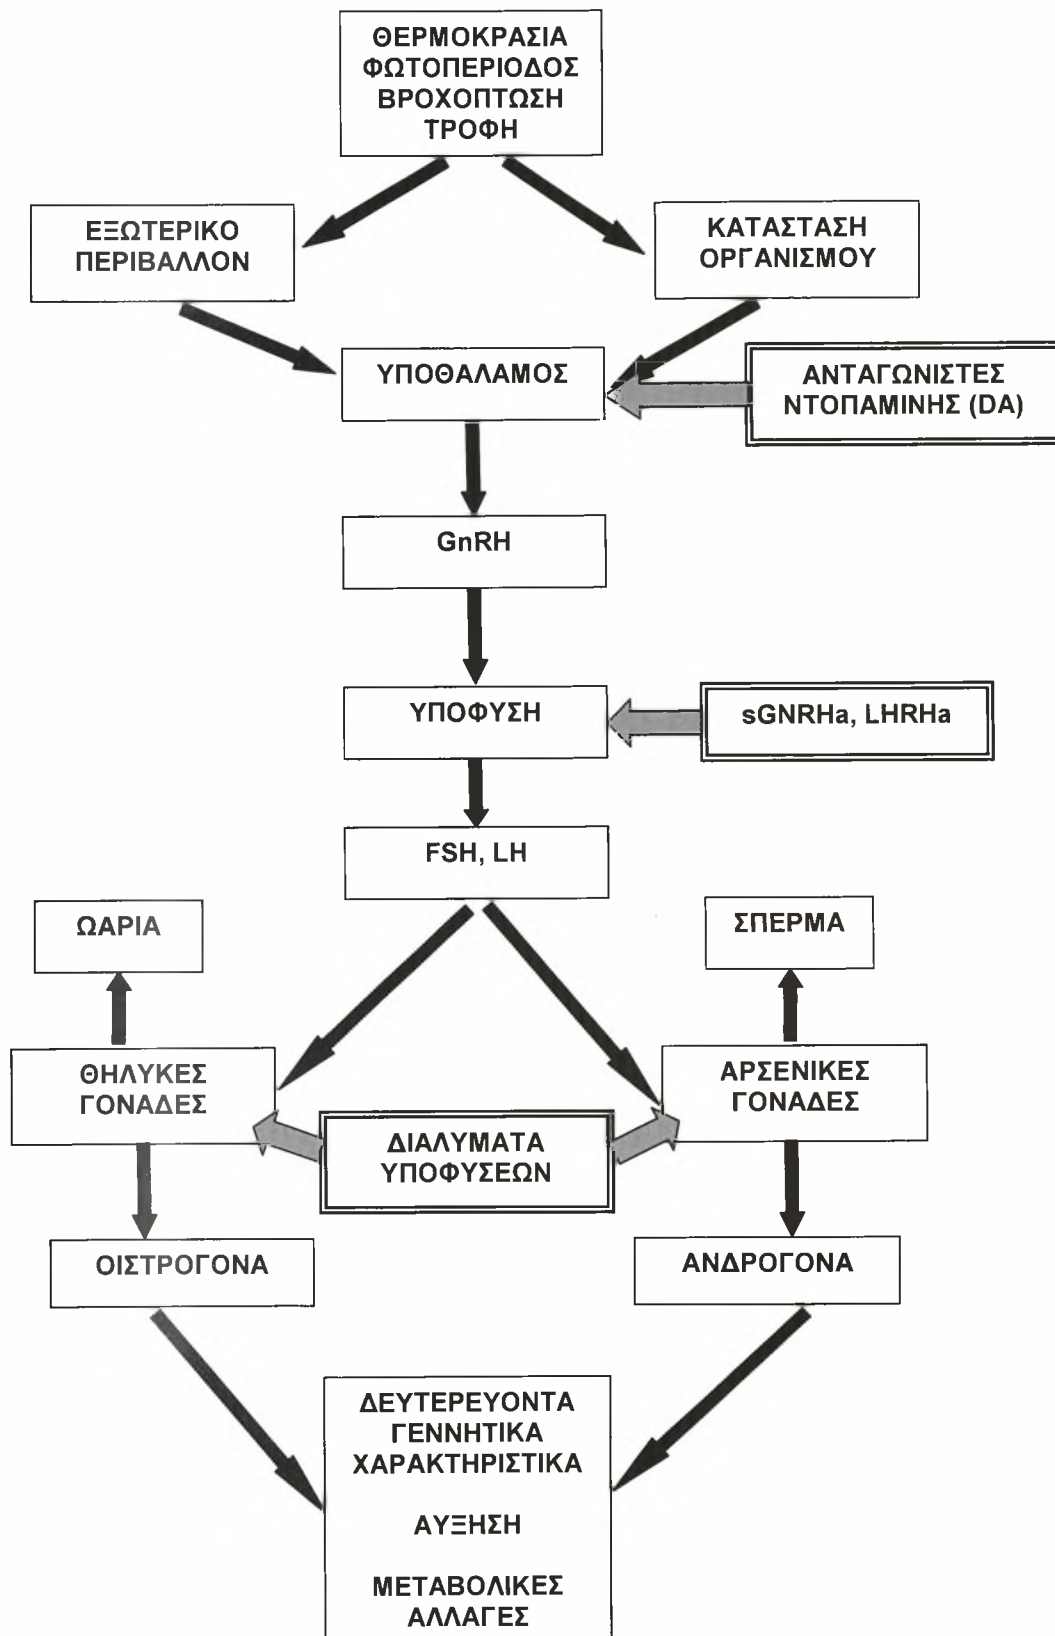 ΘΕΡΜΟΚΡΑΣΙΑ
ΦΩΤΟΠΕΡΙΟΔΟΣ
ΒΡΟΧΟΠΤΩΣΗ
ΤΡΟΦΗ
ΕΞΩΤΕΡΙΚΟ
ΠΕΡΙΒΑΛΛΟΝ
ΚΑΤΑΣΤΑΣΗ
ΟΡΓΑΝΙΣΜΟΥ
ΥΠΟΘΑΛΑΜΟΣ
ΑΝΤΑΓΩΝΙΣΤΕΣ
ΝΤΟΠΑΜΙΝΗΣ (DA)
GnRH
ΥΠΟΦΥΣΗ
sGNRHa, LHRHa
FSH, LH
ΩΑΡΙΑ
ΣΠΕΡΜΑ
ΘΗΛΥΚΕΣ
ΓΟΝΑΔΕΣ
ΑΡΣΕΝΙΚΕΣ
ΓΟΝΑΔΕΣ
ΔΙΑΛΥΜΑΤΑ
ΥΠΟΦΥΣΕΩΝ
ΟΙΣΤΡΟΓΟΝΑ
ΑΝΔΡΟΓΟΝΑ
ΔΕΥΤΕΡΕΥΟΝΤΑ
ΓΕΝΝΗΤΙΚΑ
ΧΑΡΑΚΤΗΡΙΣΤΙΚΑ
ΑΥΞΗΣΗ
ΜΕΤΑΒΟΛΙΚΕΣ
ΑΛΛΑΓΕΣ